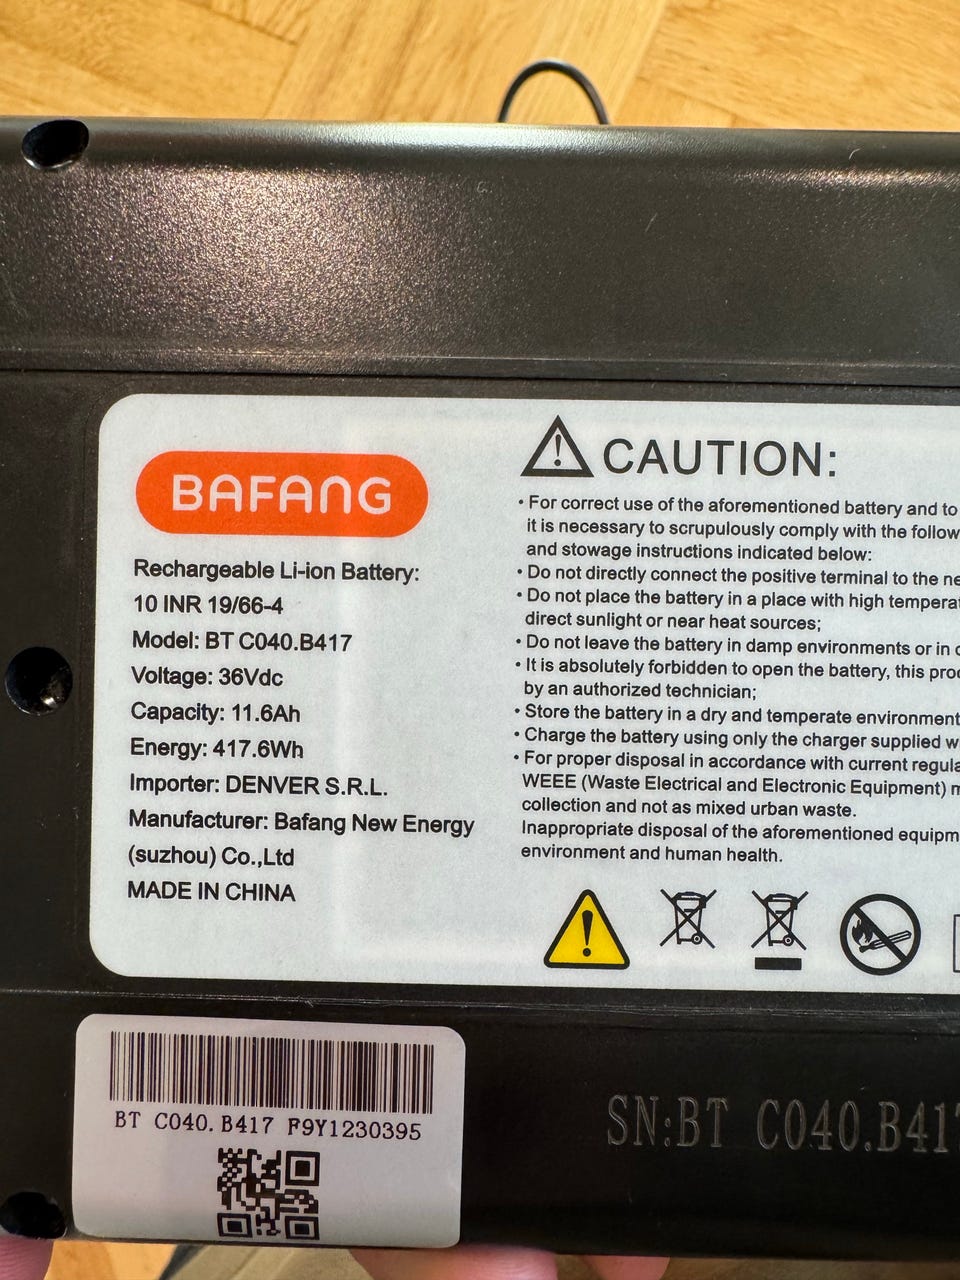 BAFANG
Rechargeable Li-ion Battery:
10 INR 19/66-4
Model: BT C040.B417
Voltage: 36Vdc
Capacity: 11.6Ah
Energy: 417.6Wh
Importer: DENVER S.R.L.
Manufacturer: Bafang New Energy
(suzhou) Co.,Ltd
MADE IN CHINA
CAUTION:
• For correct use of the aforementioned battery and to
it is necessary to scrupulously comply with the follow
and stowage instructions indicated below:
• Do not directly connect the positive terminal to the ne
• Do not place the battery in a place with high temperat
direct sunlight or near heat sources;
• Do not leave the battery in damp environments or in c
• It is absolutely forbidden to open the battery, this proc
by an authorized technician;
• Store the battery in a dry and temperate environment
• Charge the battery using only the charger supplied w
• For proper disposal in accordance with current regula
WEEE (Waste Electrical and Electronic Equipment) m
collection and not as mixed urban waste.
Inappropriate disposal of the aforementioned equipm
environment and human health.
BT C040.B417 F9Y1230395
SN:BT C040.B417